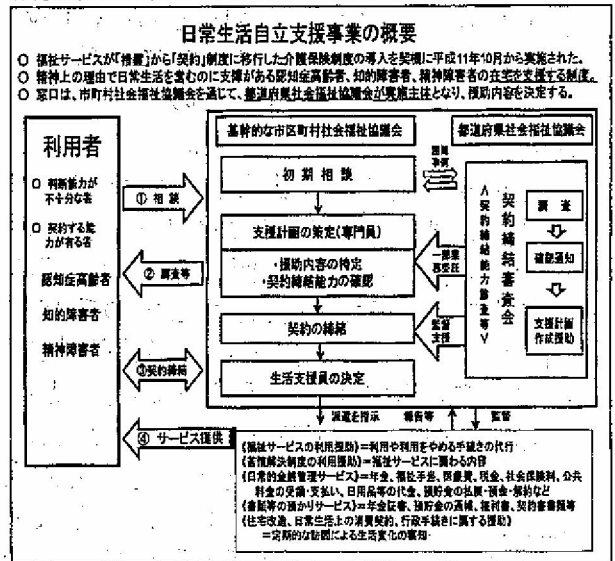 日常生活自立支援事業の概要
○ 福祉サービスが「措置」から「契約」制度に移行した介護保険制度の導入を契機に平成11年10月から実施された。
○ 精神上の理由で日常生活を営むのに支障がある認知症高齢者、知的障害者、精神障害者の在宅を支援する制度。
○ 窓口は、市町村社会福祉協議会を通じて、都道府県社会福祉協議会が実施主体となり、援助内容を決定する。
利用者
○ 判断能力が
不十分な者
○ 契約する能
力が有る者
認知症高齢者
知的障害者
精神障害者
① 相談
② 調査等
③契約締結
④ サービス提供
基幹的な市区町村社会福祉協議会
初期相談
支援計画の策定(専門員)
・援助内容の特定
・契約締結能力の確認
契約の締結
生活支援員の決定
都道府県社会福祉協議会
困難
事例
一部業
務委託
監督
支援
契約締結審査会
<契約締結能力審査等>
調査
確認通知
支援計画
作成援助
派遣を指示
報告等
監督
《福祉サービスの利用援助》=利用や利用をやめる手続きの代行
《苦情解決制度の利用援助》=福祉サービスに関わる内容
《日常的金銭管理サービス》=年金、福祉手当、医療費、税金、社会保険料、公共
料金の受領・支払い、日用品等の代金、預貯金の払戻・預金・解約など
《書類等の預かりサービス》=年金証書、預貯金の通帳、権利書、契約書書類等
《住宅改造、日常生活上の消費契約、行政手続きに関する援助》
=定期的な訪問による生活変化の察知